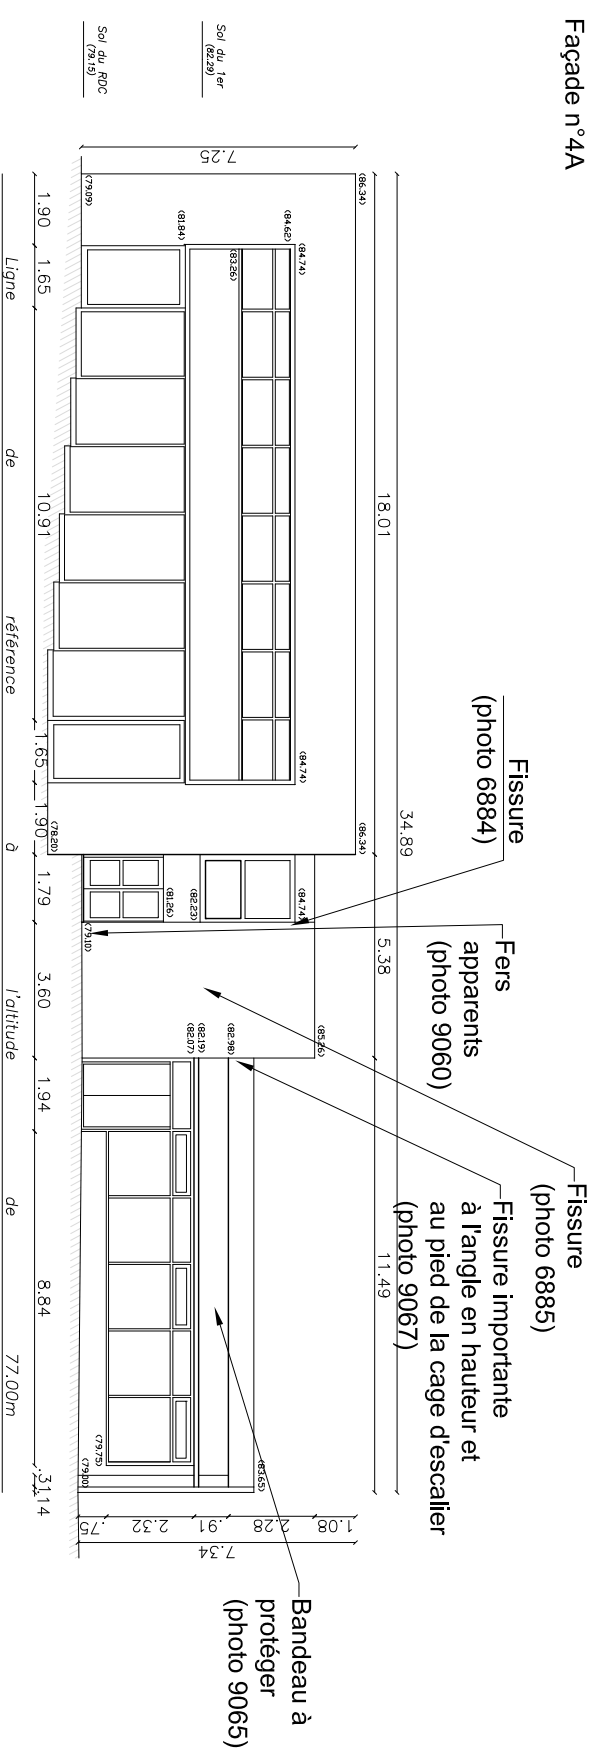 Façade n°4A
Sol du 1er
(82.29)
Sol du RDC
(79.15)
Fissure
(photo 6884)
Fers
apparents
(photo 9060)
Fissure
(photo 6885)
Fissure importante
à l'angle en hauteur et
au pied de la cage d'escalier
(photo 9067)
Bandeau à
protéger
(photo 9065)
34.89
18.01
5.38
11.49
7.25
(86.34)
(86.34)
(84.62)
(84.74)
(84.74)
(84.74)
(83.26)
(81.84)
(79.09)
(78.20)
(82.23)
(81.26)
(79.10)
(85.26)
(82.98)
(82.19)
(82.07)
(83.65)
(79.75)
(79.00)
1.08
2.28
.91
2.32
.75
7.34
1.90
1.65
10.91
1.65
1.90
1.79
3.60
1.94
8.84
.31
.14
Ligne de référence à l'altitude de 77.00m